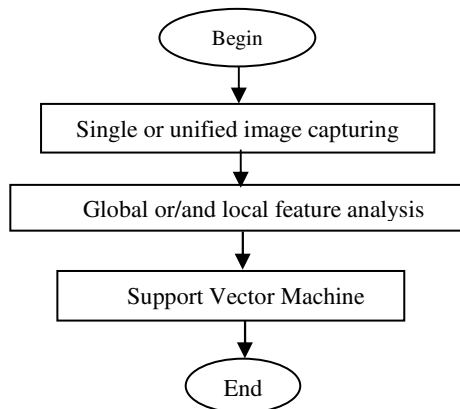 Begin
Single or unified image capturing
Global or/and local feature analysis
Support Vector Machine
End